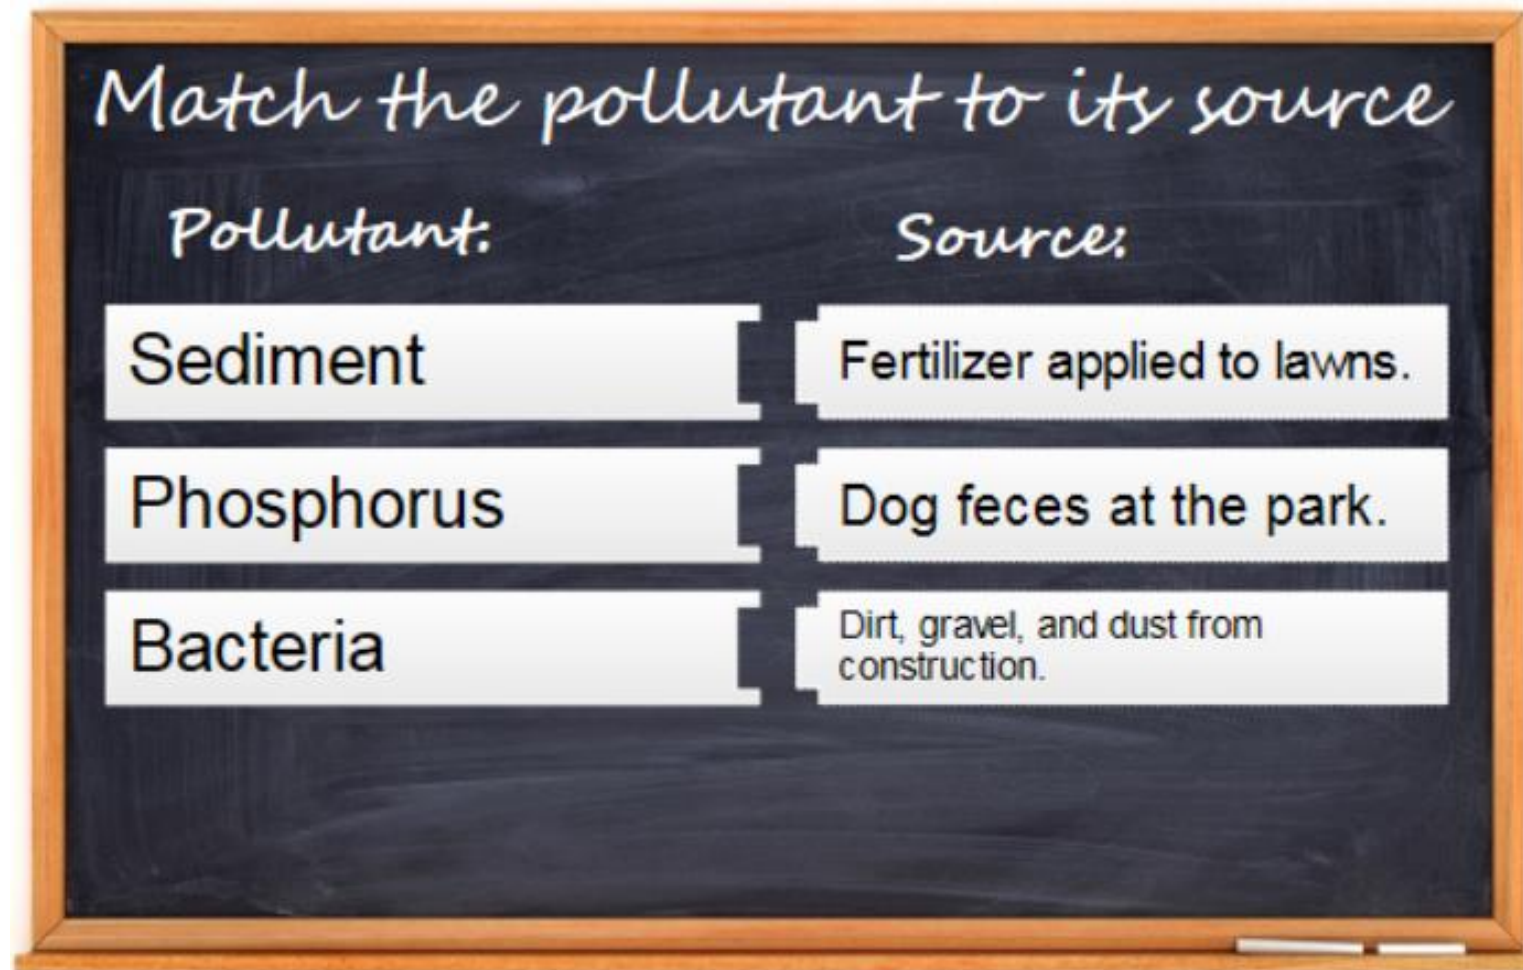 Match the pollutant to its source
Pollutant:
Source:
Sediment
Fertilizer applied to lawns.
Phosphorus
Dog feces at the park.
Bacteria
Dirt, gravel, and dust from
construction.